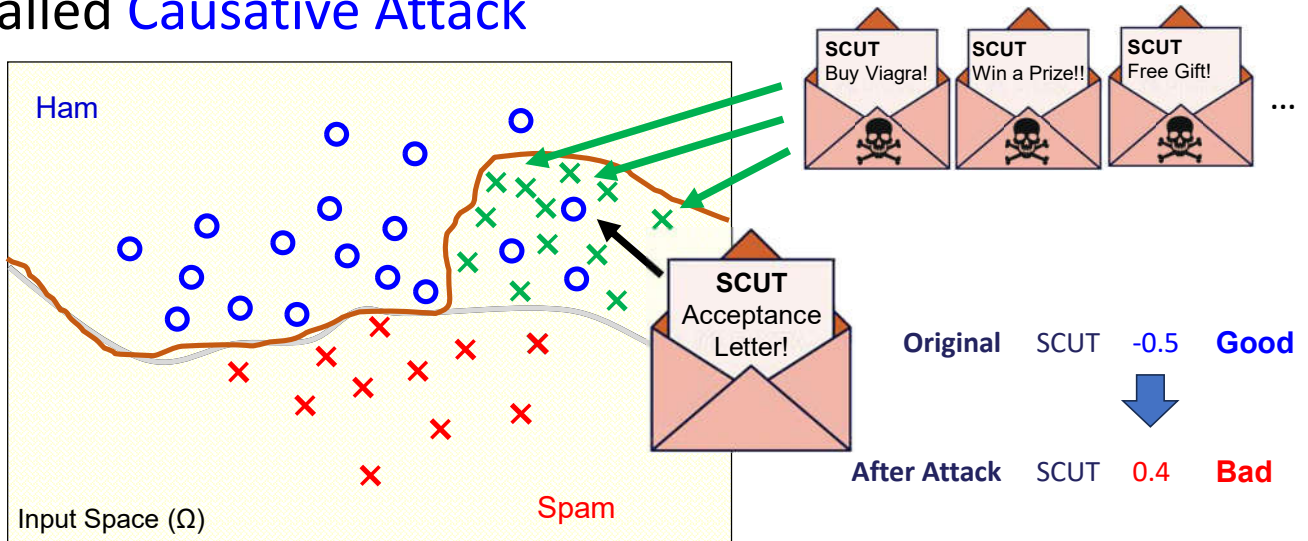 alled Causative Attack
SCUT
Buy Viagra!
SCUT
Win a Prize!!
SCUT
Free Gift!
...
Ham
SCUT
Acceptance
Letter!
Original SCUT -0.5 Good
After Attack SCUT 0.4 Bad
Spam
Input Space (Ω)